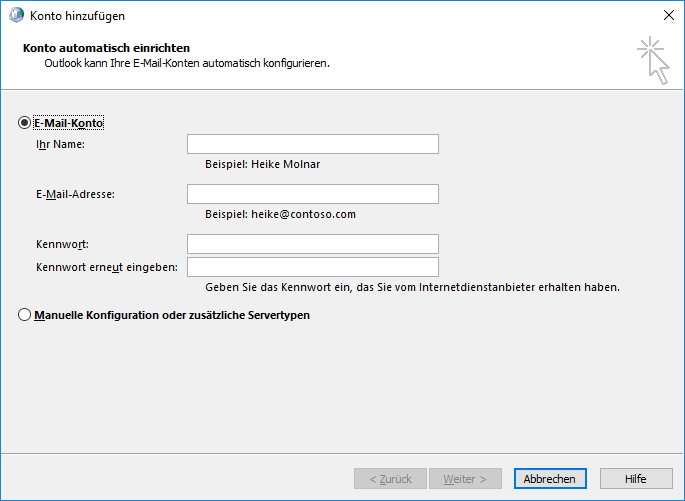 Konto hinzufügen
Konto automatisch einrichten
Outlook kann Ihre E-Mail-Konten automatisch konfigurieren.
E-Mail-Konto
Ihr Name:
Beispiel: Heike Molnar
E-Mail-Adresse:
Beispiel: heike@contoso.com
Kennwort:
Kennwort erneut eingeben:
Geben Sie das Kennwort ein, das Sie vom Internetdienstanbieter erhalten haben.
Manuelle Konfiguration oder zusätzliche Servertypen
< Zurück Weiter > Abbrechen Hilfe